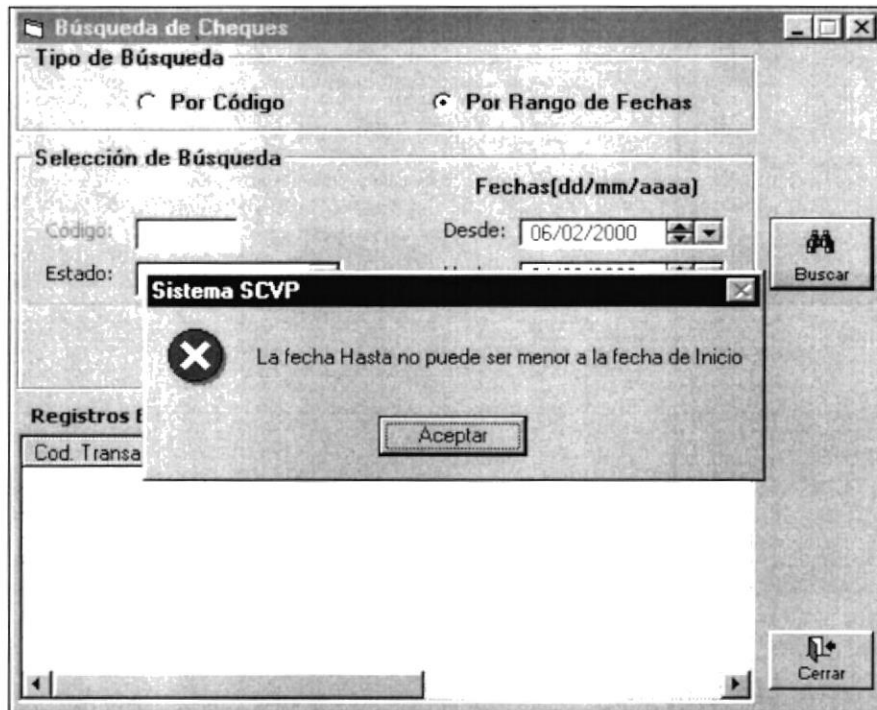 Búsqueda de Cheques
Tipo de Búsqueda
Por Código
Por Rango de Fechas
Selección de Búsqueda
Fechas(dd/mm/aaaa)
Código:
Desde: 06/02/2000
Estado:
Buscar
Sistema SCVP
La fecha Hasta no puede ser menor a la fecha de Inicio
Aceptar
Registros
Cod. Transa
Cerrar